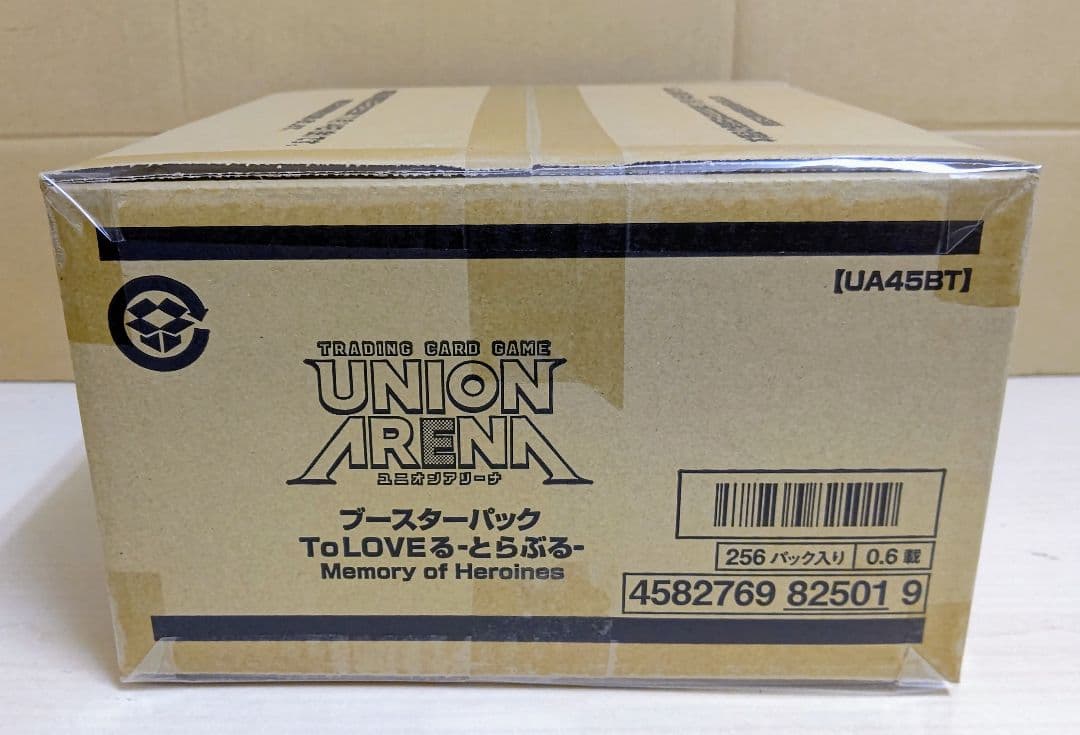 【UA45BT】
TRADING CARD GAME
UNION
ARENA
ユニオンアリーナ
ブースターパック
To LOVEる-とらぶる-
Memory of Heroines
256 パック入り 0.6 載
4582769 82501 9